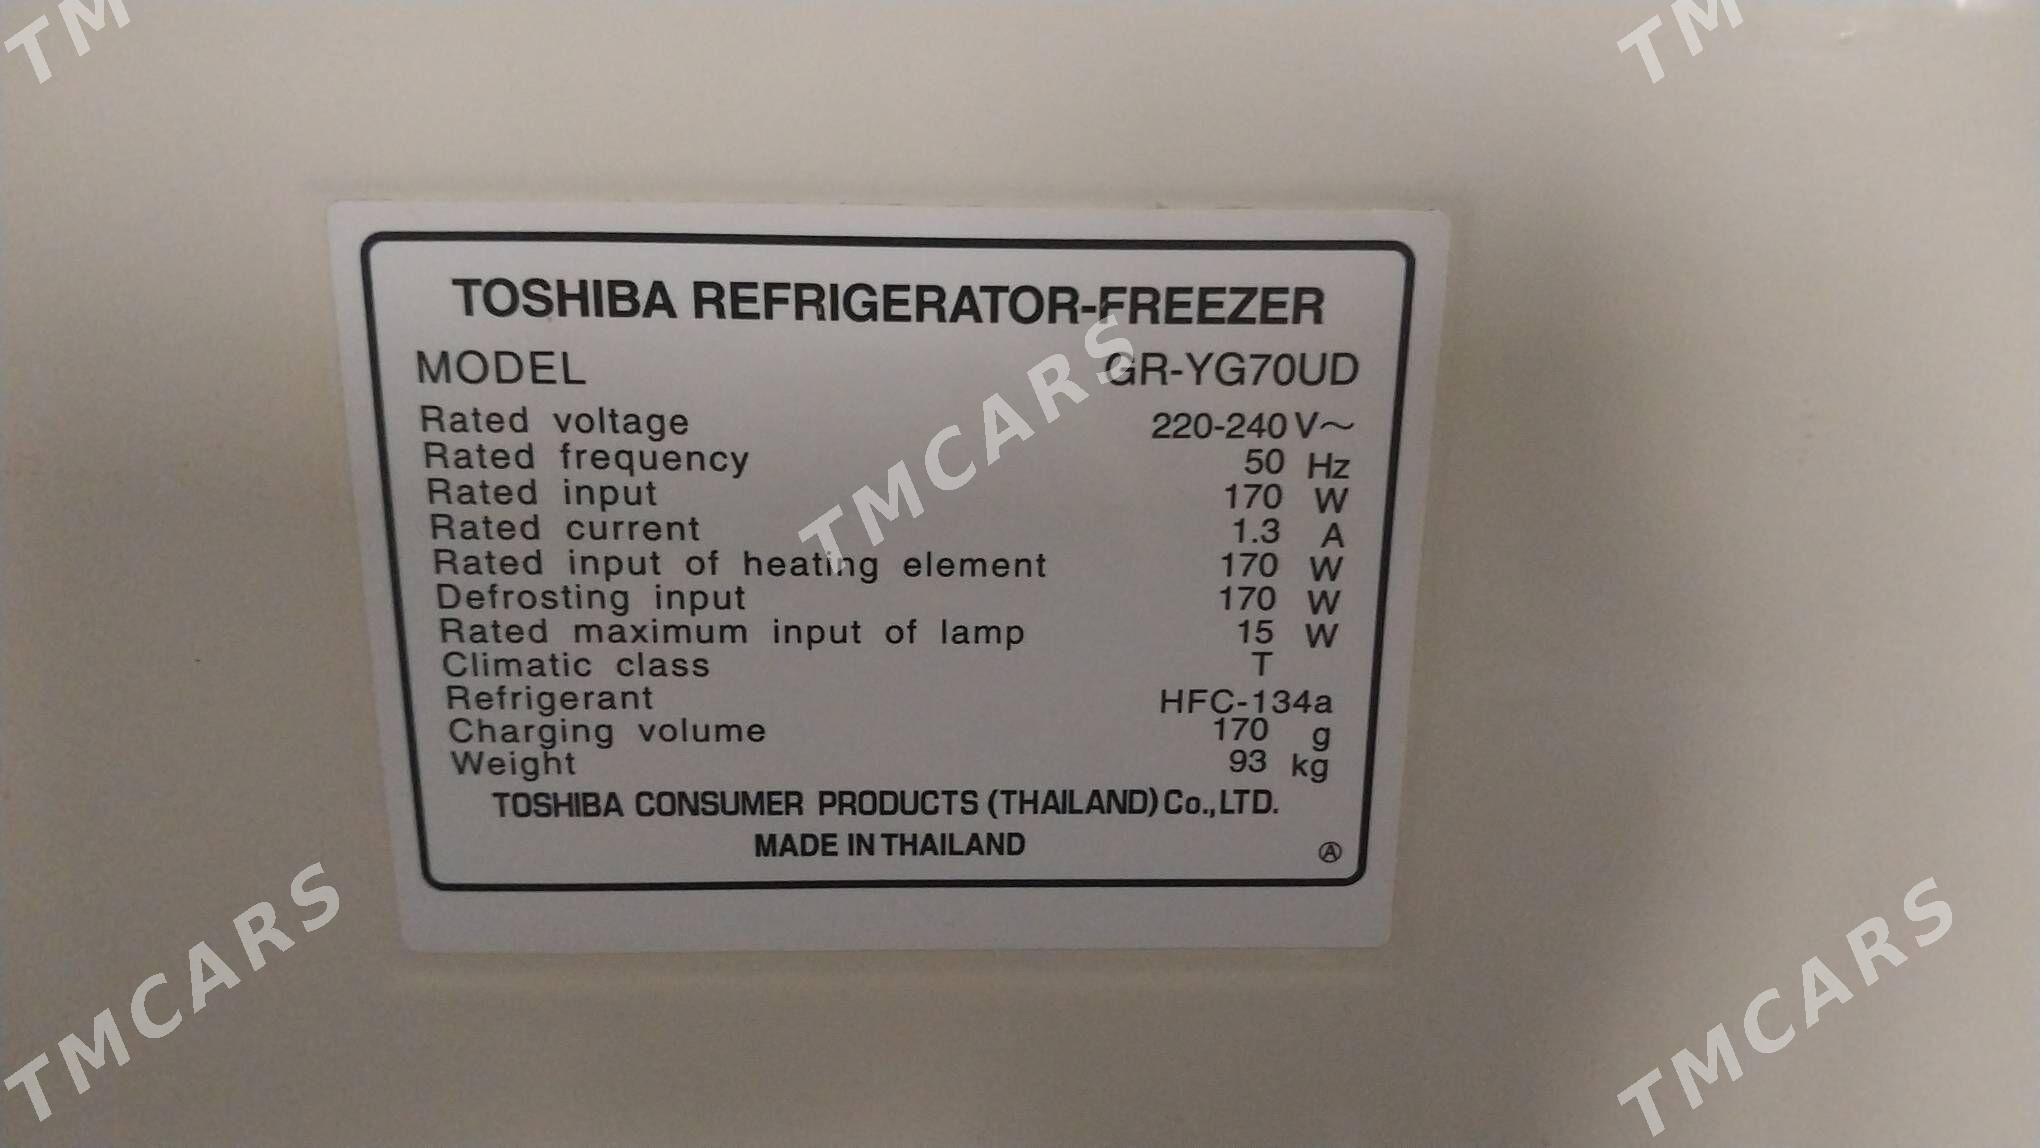 TM
TM
TOSHIBA REFRIGERATOR-FREEZER
MODEL GR-YG70UD
Rated voltage 220-240 V~
Rated frequency 50 Hz
Rated input 170 W
Rated current 1.3 A
Rated input of heating element 170 W
Defrosting input 170 W
Rated maximum input of lamp 15 W
Climatic class T
Refrigerant HFC-134a
Charging volume 170 g
Weight 93 kg
TOSHIBA CONSUMER PRODUCTS (THAILAND) Co., LTD.
MADE IN THAILAND
Ⓐ
TMCARS
TMCARS
TMCARS